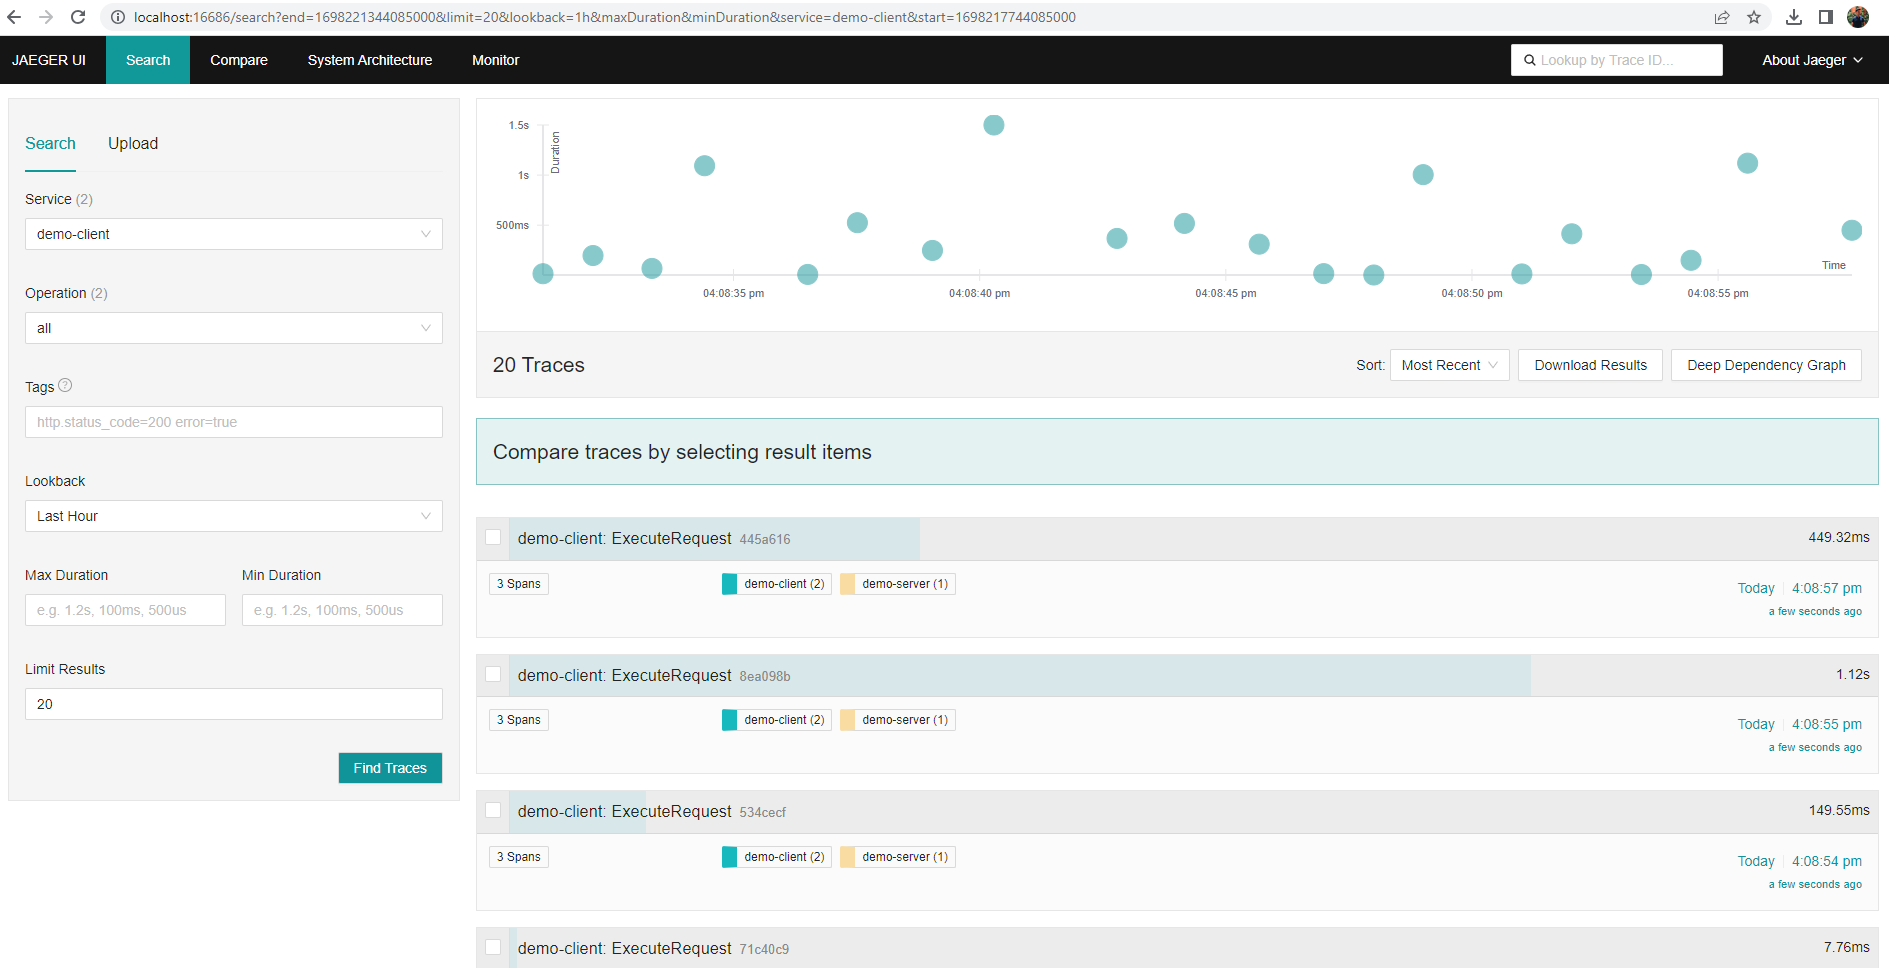 localhost:16686/search?end=1698221344085000&limit=20&lookback=1h&maxDuration&minDuration&service=demo-client&start=1698217744085000
JAEGER UI Search Compare System Architecture Monitor Lookup by Trace ID... About Jaeger
Search Upload
Service (2)
demo-client
Operation (2)
all
Tags ?
http.status_code=200 error=true
Lookback
Last Hour
Max Duration Min Duration
e.g. 1.2s, 100ms, 500us e.g. 1.2s, 100ms, 500us
Limit Results
20
Find Traces
Duration
1.5s
1s
500ms
Time
04:08:35 pm 04:08:40 pm 04:08:45 pm 04:08:50 pm 04:08:55 pm
20 Traces Sort: Most Recent Download Results Deep Dependency Graph
Compare traces by selecting result items
demo-client: ExecuteRequest 445a616 449.32ms
3 Spans demo-client (2) demo-server (1) Today 4:08:57 pm
a few seconds ago
demo-client: ExecuteRequest 8ea098b 1.12s
3 Spans demo-client (2) demo-server (1) Today 4:08:55 pm
a few seconds ago
demo-client: ExecuteRequest 534cecf 149.55ms
3 Spans demo-client (2) demo-server (1) Today 4:08:54 pm
a few seconds ago
demo-client: ExecuteRequest 71c40c9 7.76ms